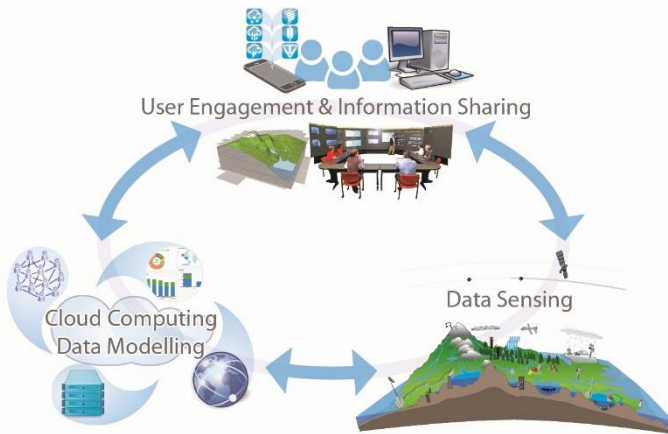 User Engagement & Information Sharing
Data Sensing
Cloud Computing
Data Modelling